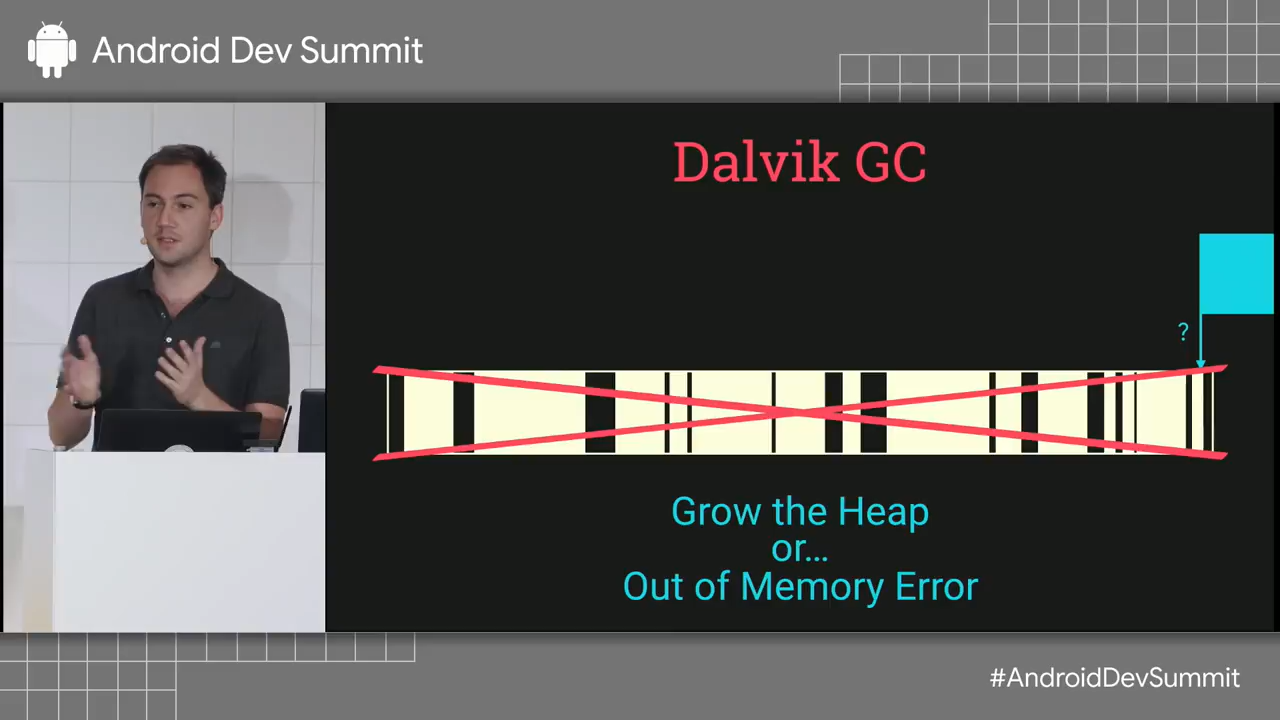 Android Dev Summit
Dalvik GC
?
Grow the Heap
or...
Out of Memory Error
#AndroidDevSummit